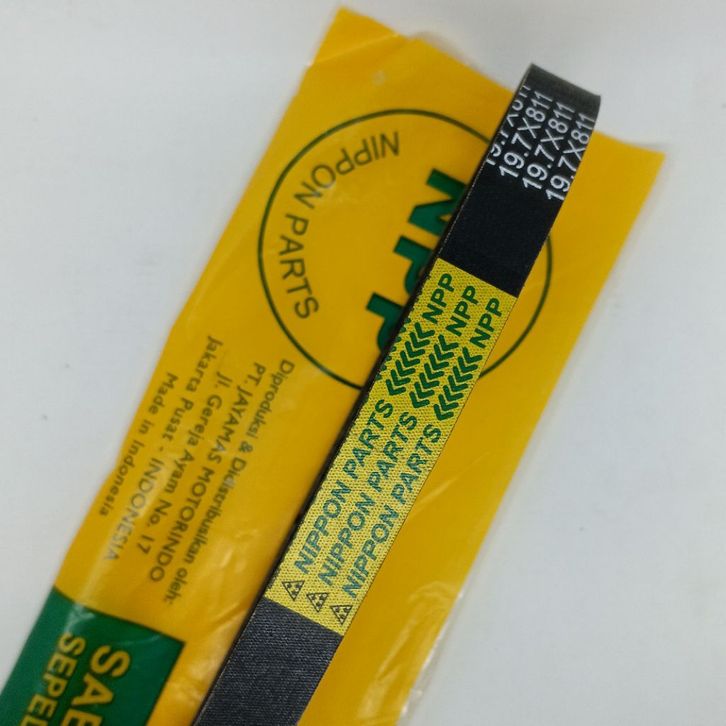 NIPPON PARTS
NPP
Diproduksi & Didistribusikan oleh:
PT. JAYAMAS MOTORINDO
Jl. Gereja Ayam No. 17
Jakarta Pusat - INDONESIA
Made in Indonesia
19.7X811
19.7X811
19.7X811
NIPPON PARTS <<<<<< NPP
NIPPON PARTS <<<<<< NPP
NIPPON PARTS <<<<<< NPP